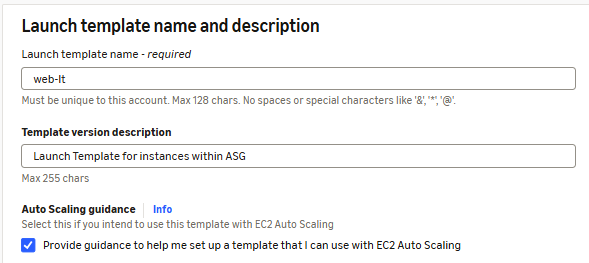 Launch template name and description
Launch template name - required
web-lt
Must be unique to this account. Max 128 chars. No spaces or special characters like '&', '*', '@'.
Template version description
Launch Template for instances within ASG
Max 255 chars
Auto Scaling guidance Info
Select this if you intend to use this template with EC2 Auto Scaling
Provide guidance to help me set up a template that I can use with EC2 Auto Scaling